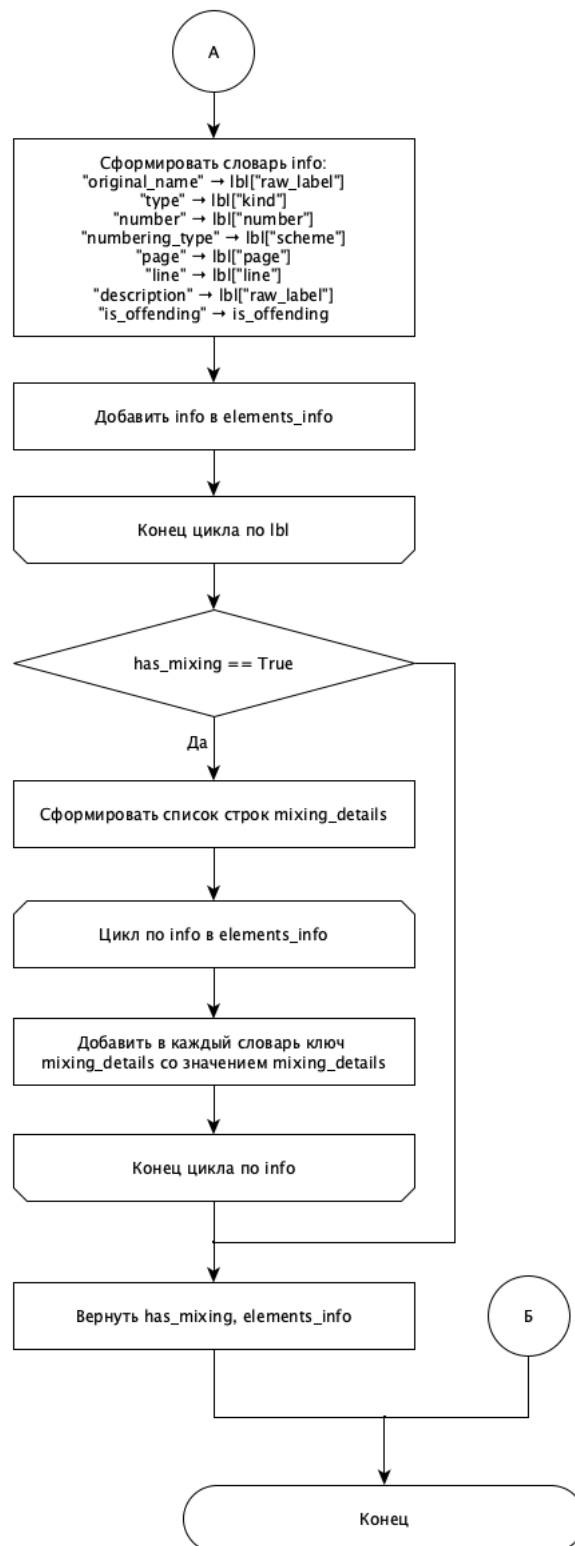 А
Сформировать словарь info:
"original_name" → lbl["raw_label"]
"type" → lbl["kind"]
"number" → lbl["number"]
"numbering_type" → lbl["scheme"]
"page" → lbl["page"]
"line" → lbl["line"]
"description" → lbl["raw_label"]
"is_offending" → is_offending
Добавить info в elements_info
Конец цикла по lbl
has_mixing == True
Да
Сформировать список строк mixing_details
Цикл по info в elements_info
Добавить в каждый словарь ключ
mixing_details со значением mixing_details
Конец цикла по info
Вернуть has_mixing, elements_info
Б
Конец